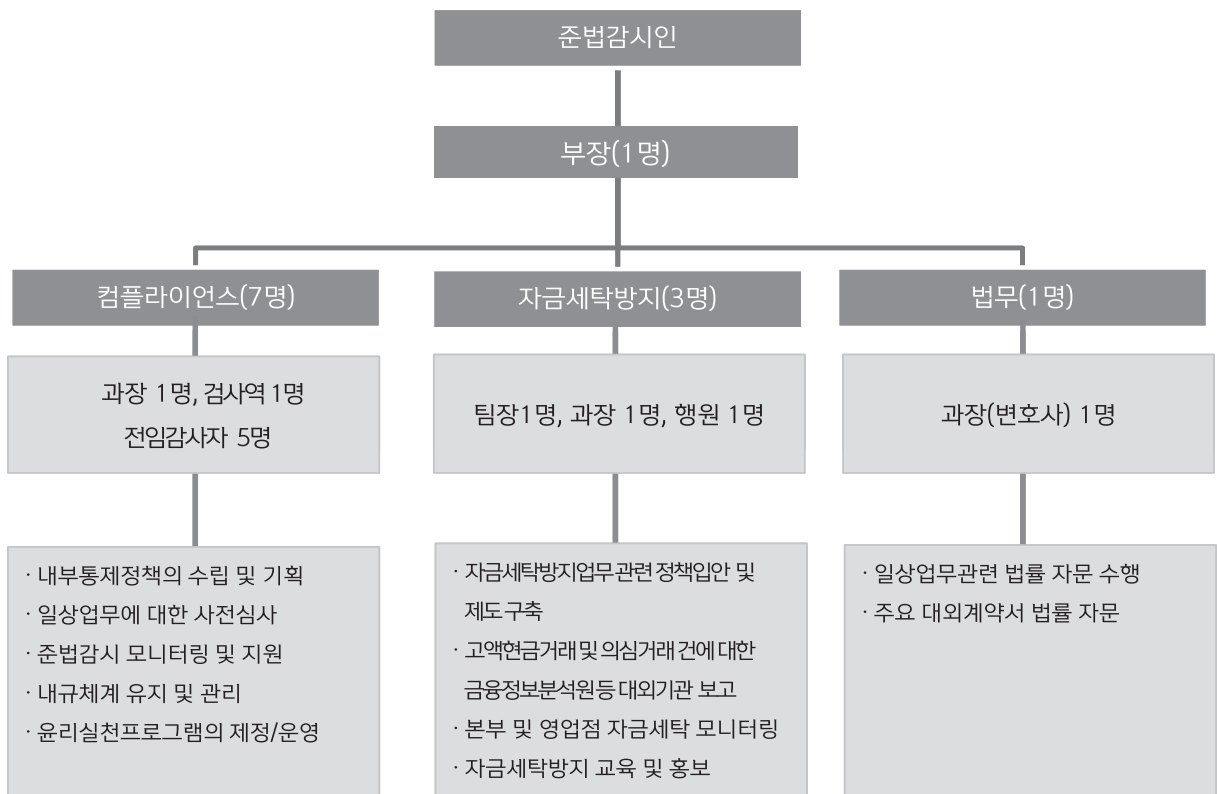 준법감시인
부장(1명)
컴플라이언스(7명)
자금세탁방지(3명)
법무(1명)
과장 1명, 검사역 1명
전임감사자 5명
팀장1명, 과장 1명, 행원 1명
과장(변호사) 1명
· 내부통제정책의 수립 및 기획
· 일상업무에 대한 사전심사
· 준법감시 모니터링 및 지원
· 내규체계 유지 및 관리
· 윤리실천프로그램의 제정/운영
· 자금세탁방지업무관련 정책입안 및
제도 구축
· 고액현금거래 및 의심거래 건에 대한
금융정보분석원등 대외기관 보고
· 본부 및 영업점 자금세탁 모니터링
· 자금세탁방지 교육 및 홍보
· 일상업무관련 법률 자문 수행
· 주요 대외계약서 법률 자문